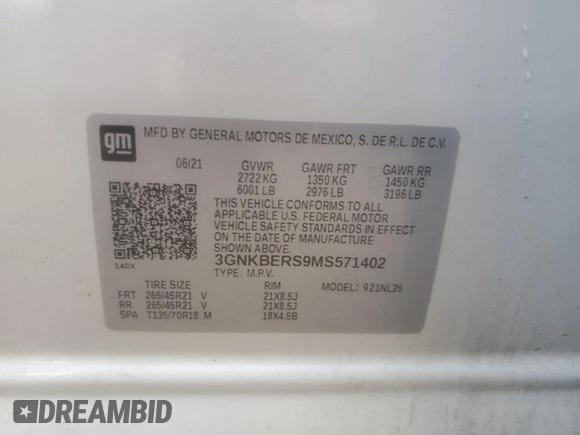 gm
MFD BY GENERAL MOTORS DE MEXICO, S. DE R.L. DE C.V.
06/21 GVWR GAWR FRT GAWR RR
2722 KG 1350 KG 1450 KG
6001 LB 2976 LB 3196 LB
THIS VEHICLE CONFORMS TO ALL
APPLICABLE U.S. FEDERAL MOTOR
VEHICLE SAFETY STANDARDS IN
EFFECT ON THE DATE OF
MANUFACTURE SHOWN ABOVE.
3GNKBERS9MS571402
140X TYPE: M.P.V.
TIRE SIZE RIM MODEL: 921NL26
FRT 265/45R21 V 21X8.5J
RR 265/45R21 V 21X8.5J
SPA T135/70R18 M 18X4.5B
DREAMBID